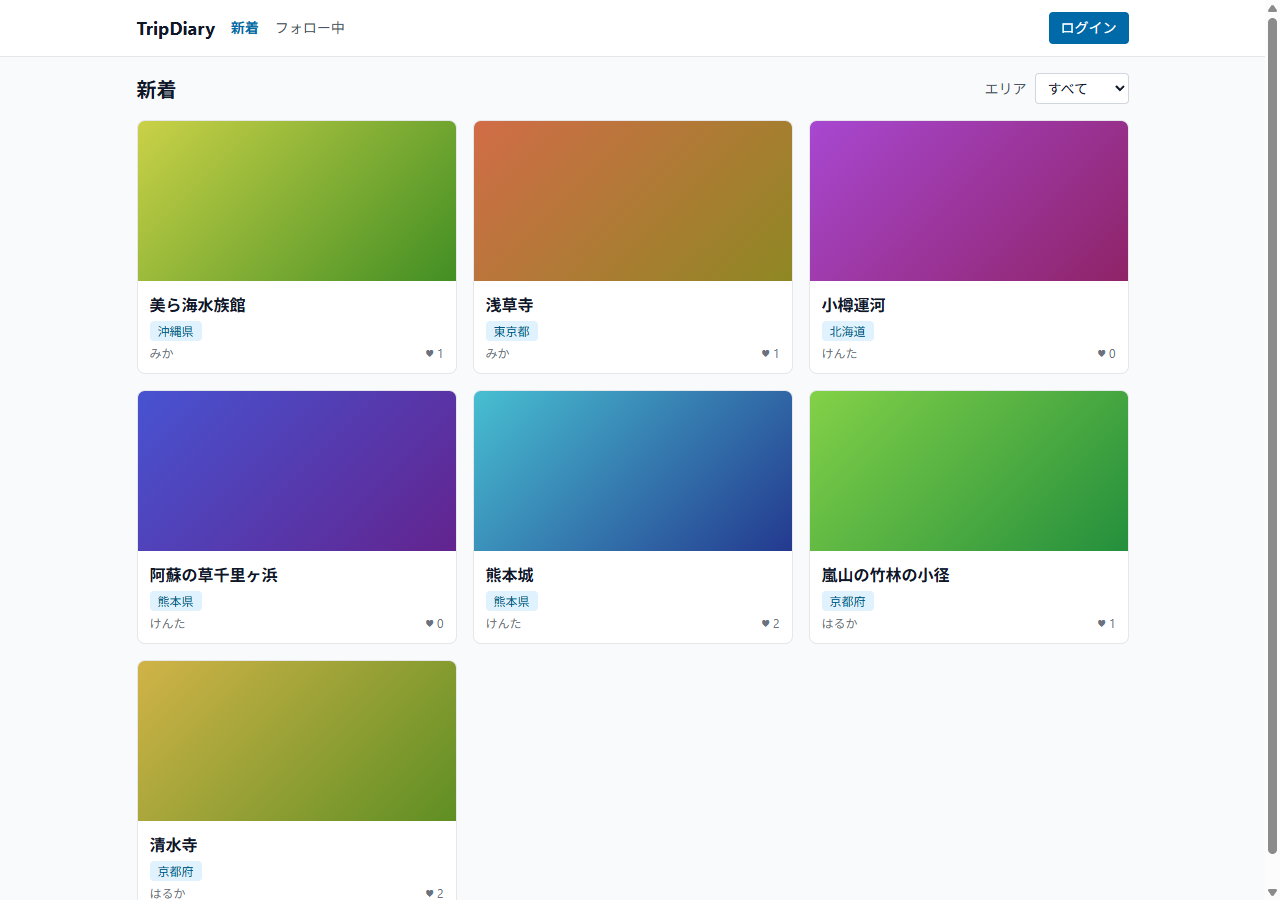 TripDiary 新着 フォロー中 ログイン
新着 エリア すべて
美ら海水族館
沖縄県
みか ♥ 1
浅草寺
東京都
みか ♥ 1
小樽運河
北海道
けんた ♥ 0
阿蘇の草千里ヶ浜
熊本県
けんた ♥ 0
熊本城
熊本県
けんた ♥ 2
嵐山の竹林の小径
京都府
はるか ♥ 1
清水寺
京都府
はるか ♥ 2